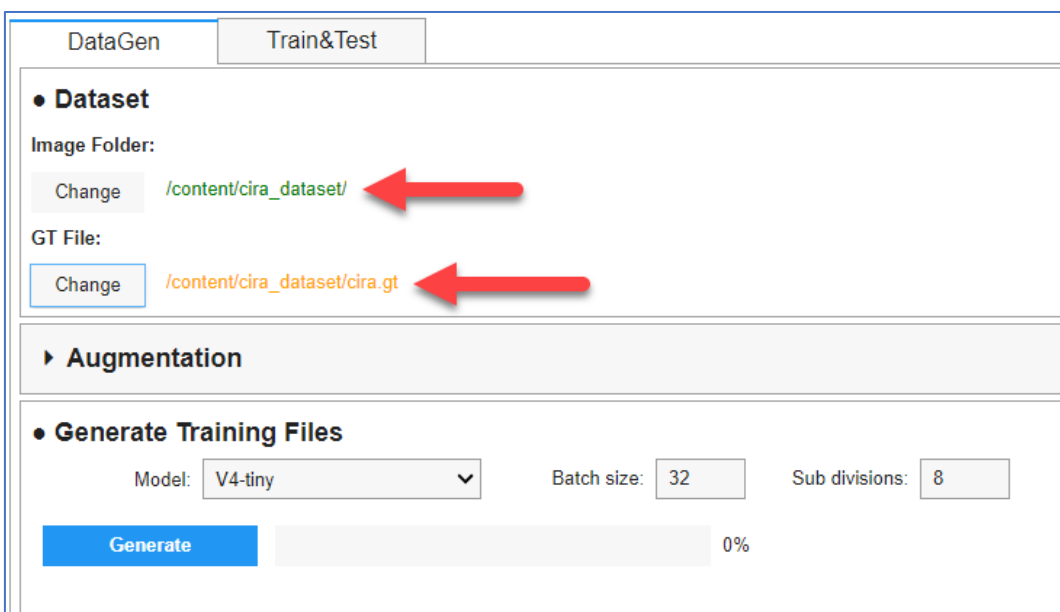 DataGen Train&Test
● Dataset
Image Folder:
Change /content/cira_dataset/
GT File:
Change /content/cira_dataset/cira.gt
Augmentation
● Generate Training Files
Model: V4-tiny Batch size: 32 Sub divisions: 8
Generate 0%